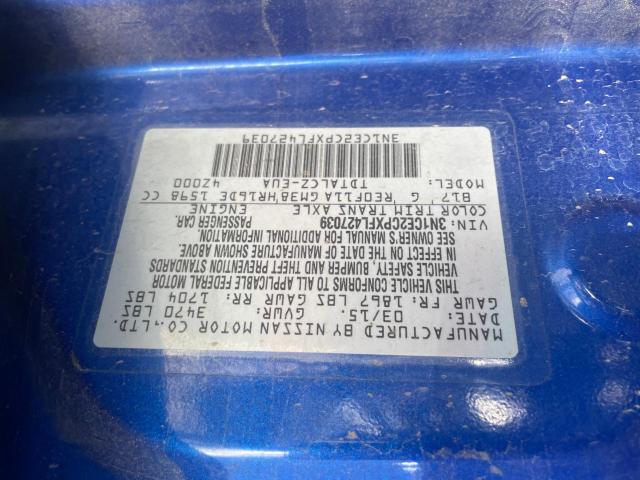 MANUFACTURED BY NISSAN MOTOR CO., LTD.
DATE: 03/15. GVWR: 3470 LBS
GAWR FR: 1867 LBS GAWR RR: 1704 LBS
THIS VEHICLE CONFORMS TO ALL APPLICABLE FEDERAL MOTOR
VEHICLE SAFETY, BUMPER AND THEFT PREVENTION STANDARDS
IN EFFECT ON THE DATE OF MANUFACTURE SHOWN ABOVE.
SEE OWNER'S MANUAL FOR ADDITIONAL INFORMATION.
VIN: 3N1CE2CPXFL427039 PASSENGER CAR.
COLOR TRIM TRANS AXLE ENGINE
B17 G RE0F11A GM38 HR16DE 1598 CC
MODEL: TDTALCZ-EUA 42000
3N1CE2CPXFL427039